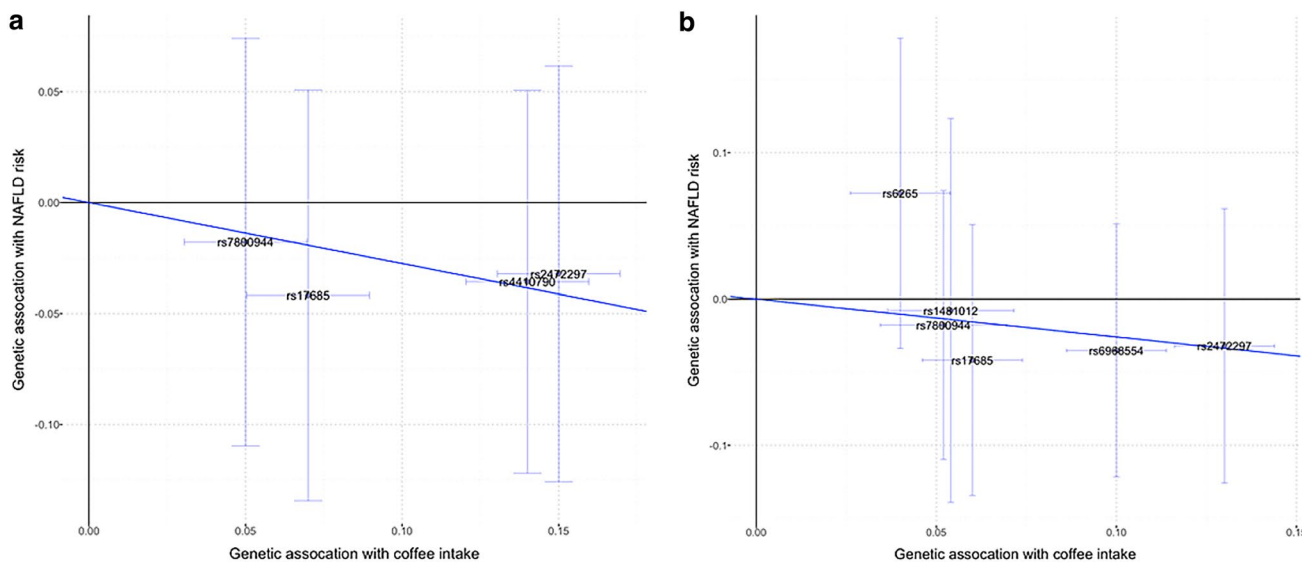 a
Genetic assocation with NAFLD risk
0.05
0.00
-0.05
-0.10
rs7800944
rs17685
rs2472297
rs4410790
0.00
0.05
0.10
0.15
Genetic assocation with coffee intake
b
Genetic assocation with NAFLD risk
0.1
0.0
-0.1
rs6265
rs1481012
rs7800944
rs17685
rs6968554
rs2472297
0.00
0.05
0.10
Genetic assocation with coffee intake